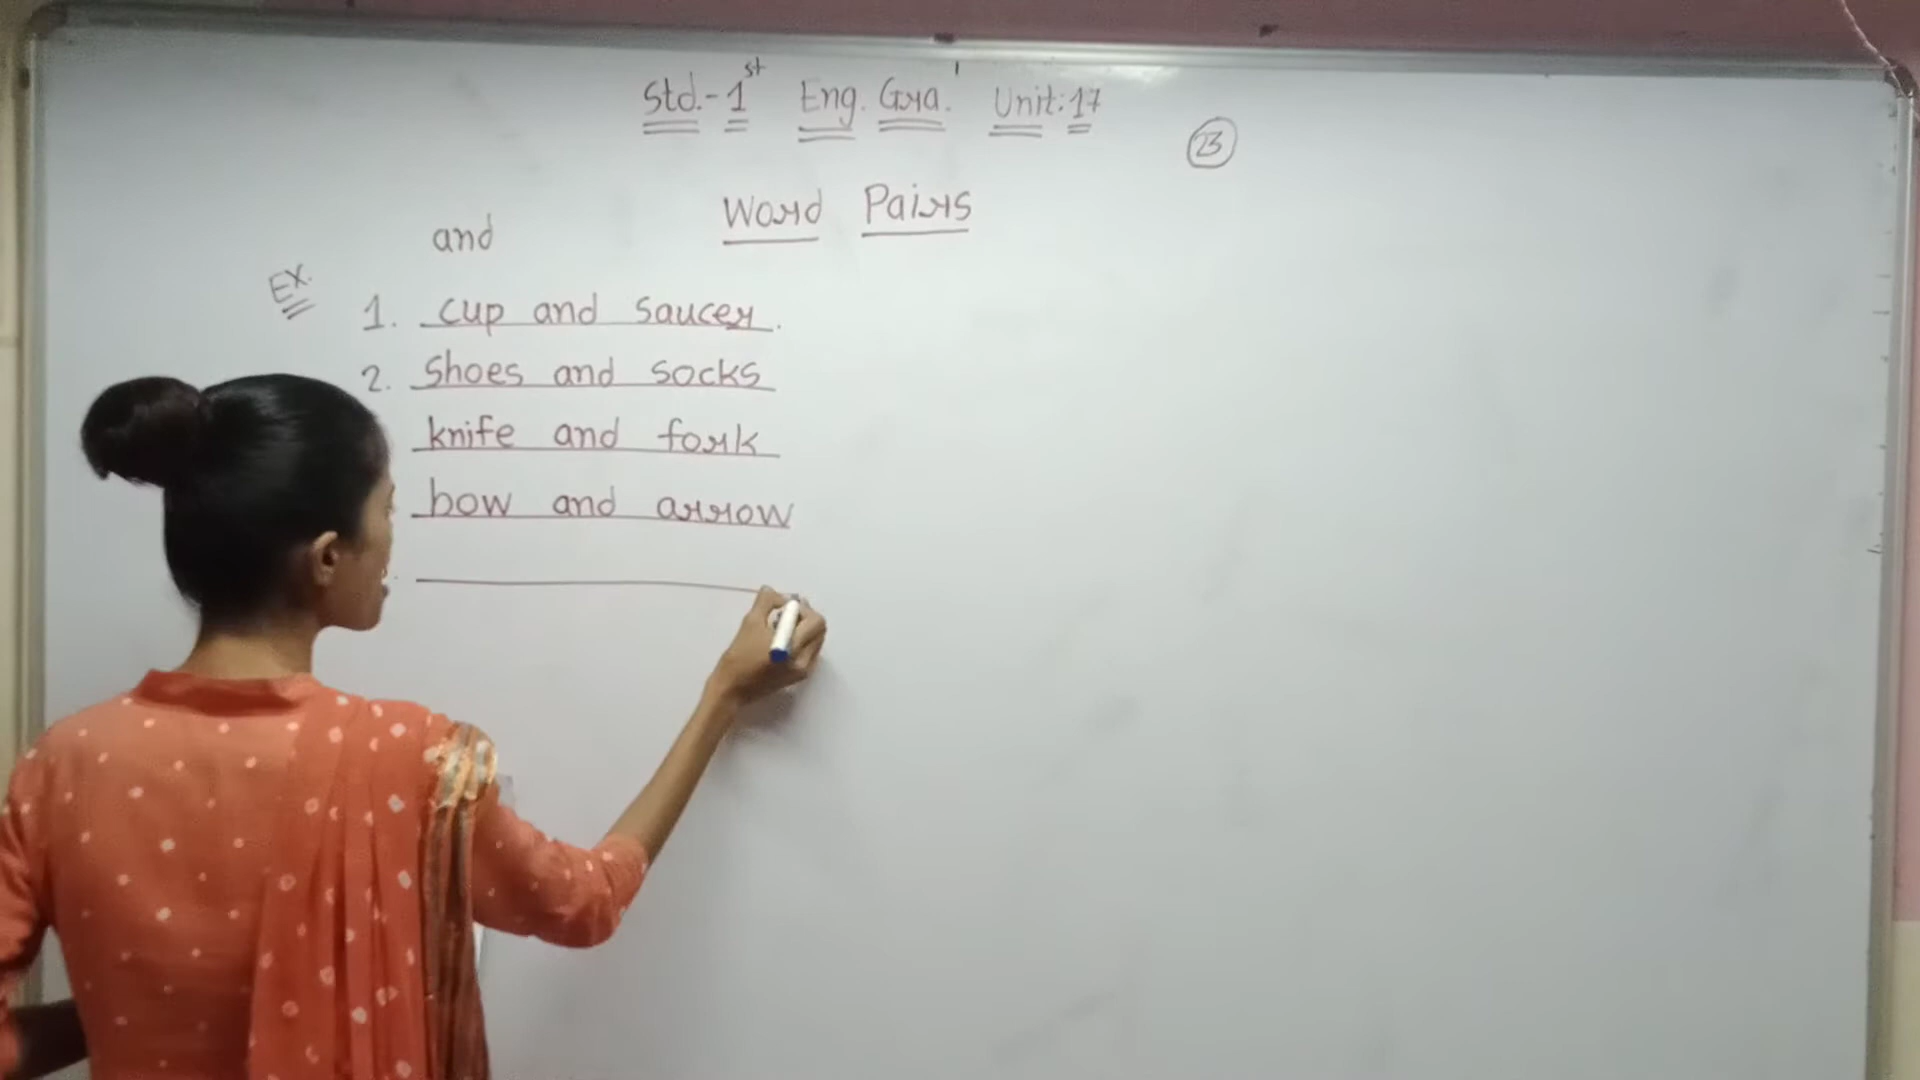 Std.- 1st Eng. Gra. Unit: 17
23
Word Pairs
and
Ex.
1. cup and saucer.
2. Shoes and socks
knife and fork
bow and arrow